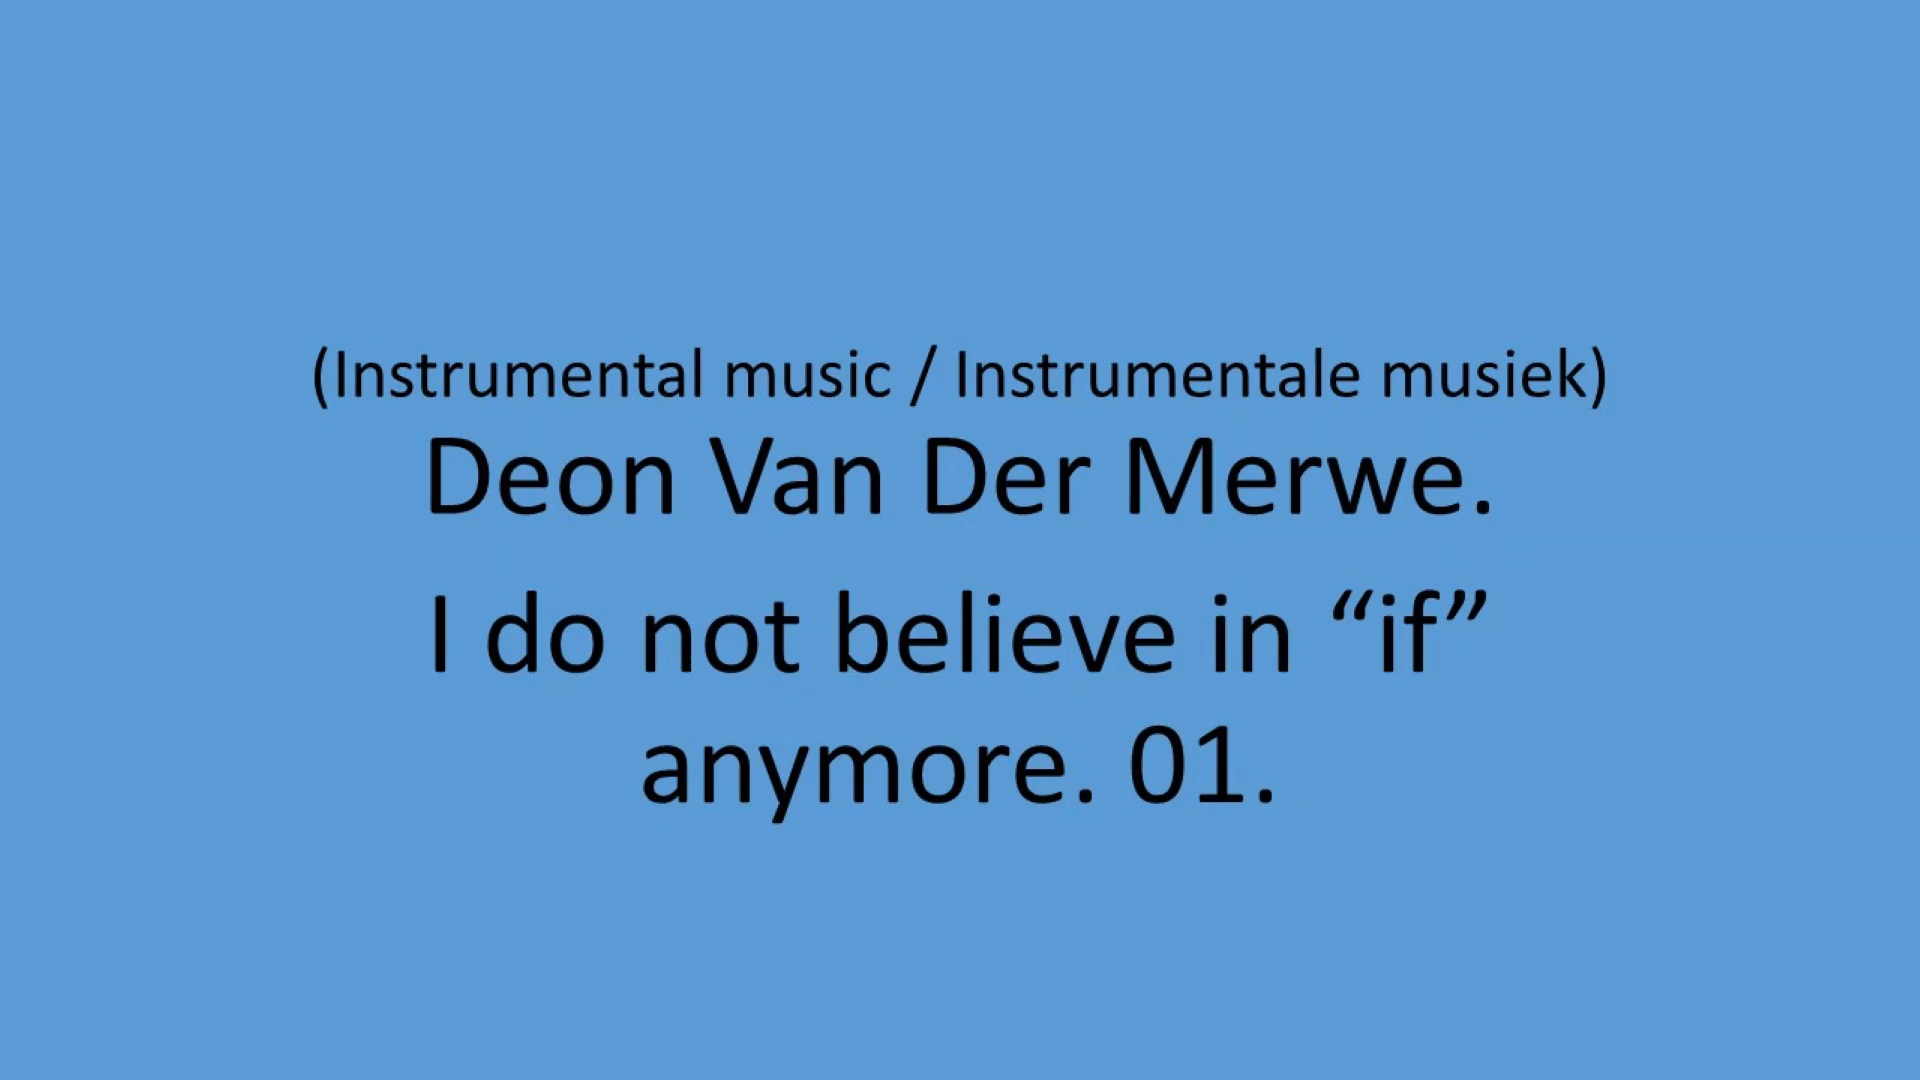 (Instrumental music / Instrumentale musiek)
Deon Van Der Merwe.
I do not believe in “if”
anymore. 01.